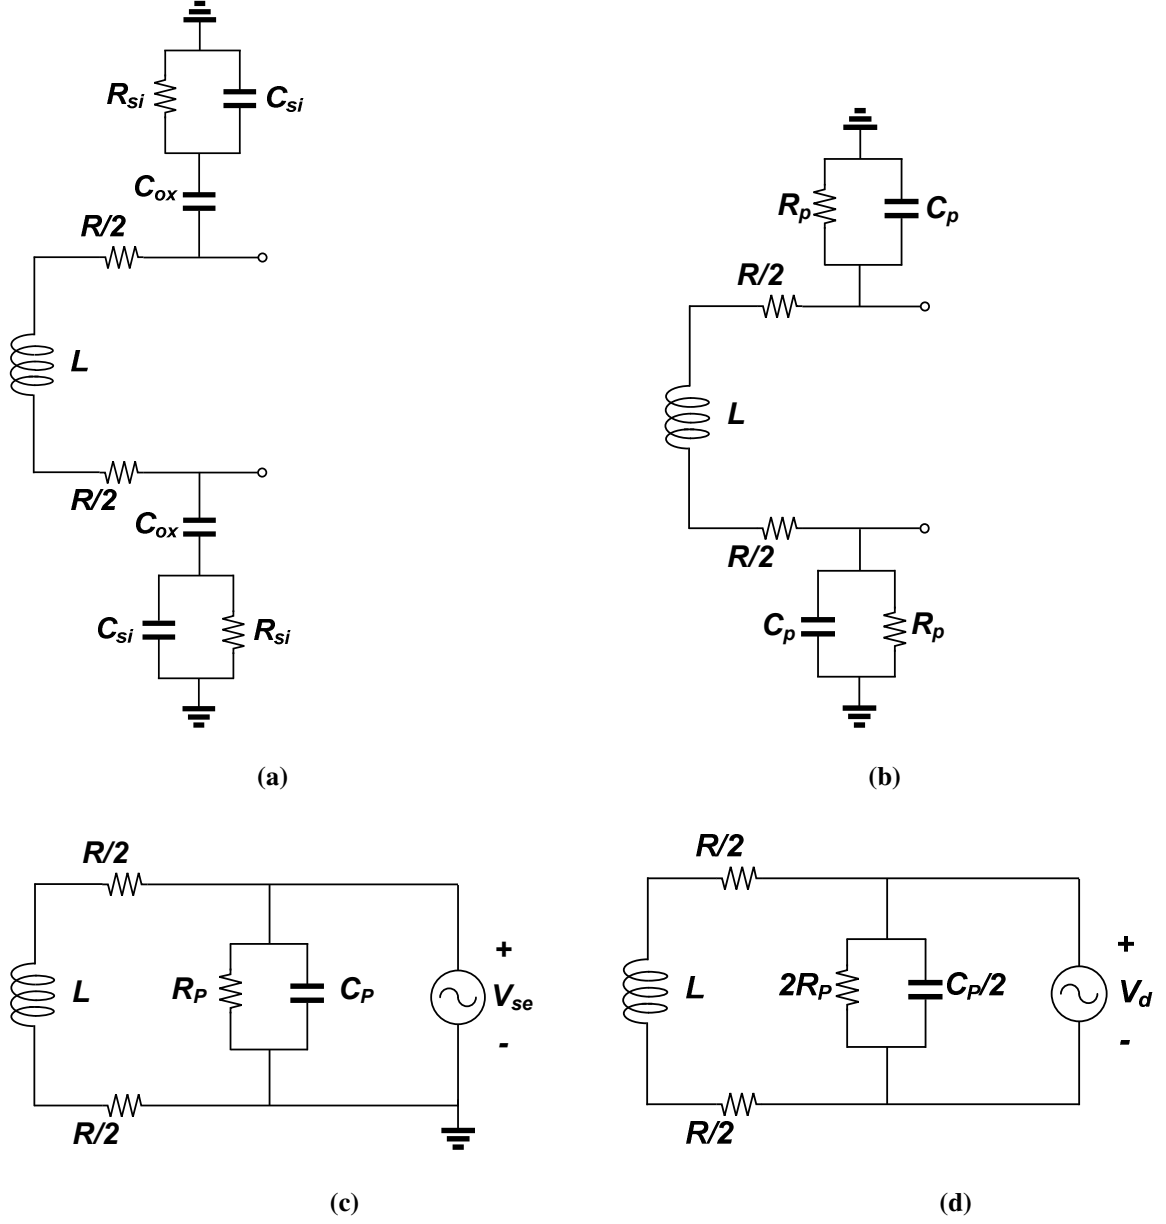 R_si
C_si
C_ox
R/2
L
R/2
C_ox
C_si
R_si
(a)
R_p
C_p
R/2
L
R/2
C_p
R_p
(b)
R/2
L
R_P
C_P
+
V_se
-
R/2
(c)
R/2
L
2R_P
C_P/2
+
V_d
-
R/2
(d)